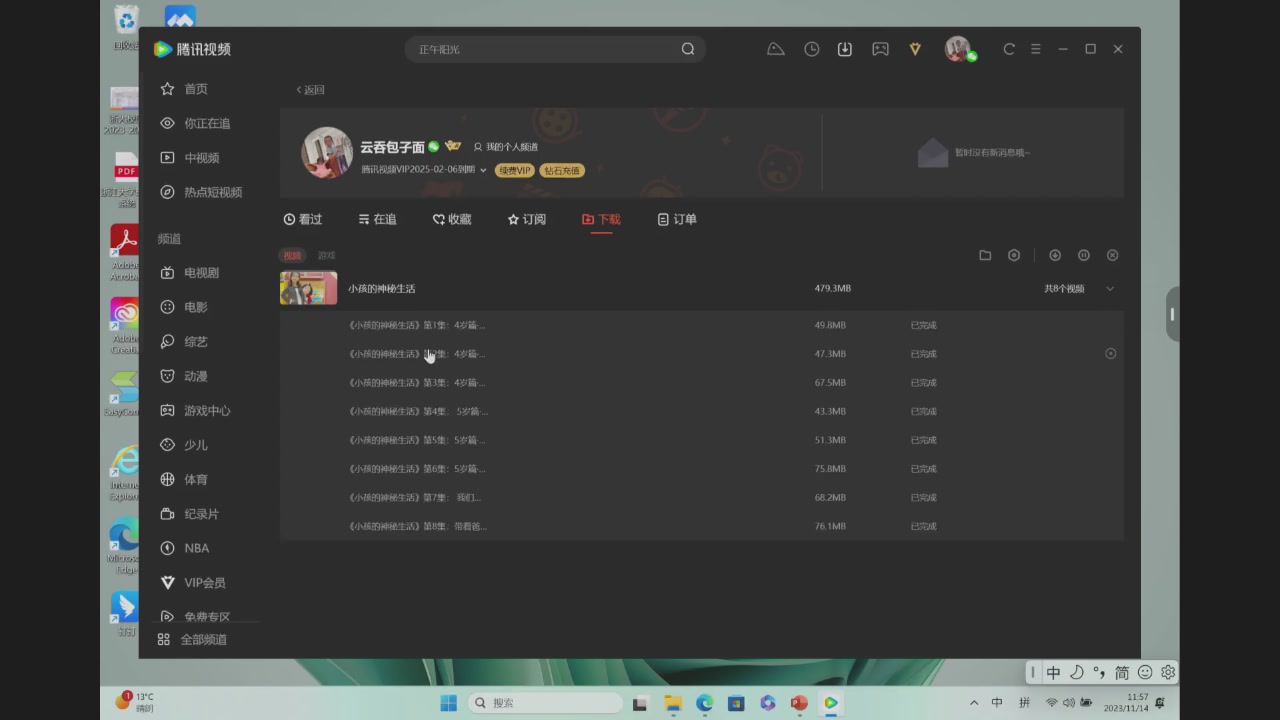 腾讯视频
正午阳光
首页
你正在追
中视频
热点短视频
频道
电视剧
电影
综艺
动漫
游戏中心
少儿
体育
纪录片
NBA
VIP会员
免费专区
全部频道
返回
云吞包子面
我的个人频道
腾讯视频VIP2025-02-06到期
续费VIP
钻石充值
暂时没有新消息哦~
看过
在追
收藏
订阅
下载
订单
视频
游戏
小孩的神秘生活 479.3MB 共8个视频
《小孩的神秘生活》第1集：4岁篇·... 49.8MB 已完成
《小孩的神秘生活》 集：4岁篇·... 47.3MB 已完成
《小孩的神秘生活》第3集：4岁篇·... 67.5MB 已完成
《小孩的神秘生活》第4集： 5岁篇·... 43.3MB 已完成
《小孩的神秘生活》第5集：5岁篇·... 51.3MB 已完成
《小孩的神秘生活》第6集：5岁篇·... 75.8MB 已完成
《小孩的神秘生活》第7集： 我们... 68.2MB 已完成
《小孩的神秘生活》第8集：带着爸... 76.1MB 已完成
PDF
Adobe
Internet
Explor
Microso
Edge
钉钉
中
简
1
13°C
晴朗
搜索
中
拼
11:57
2023/11/14